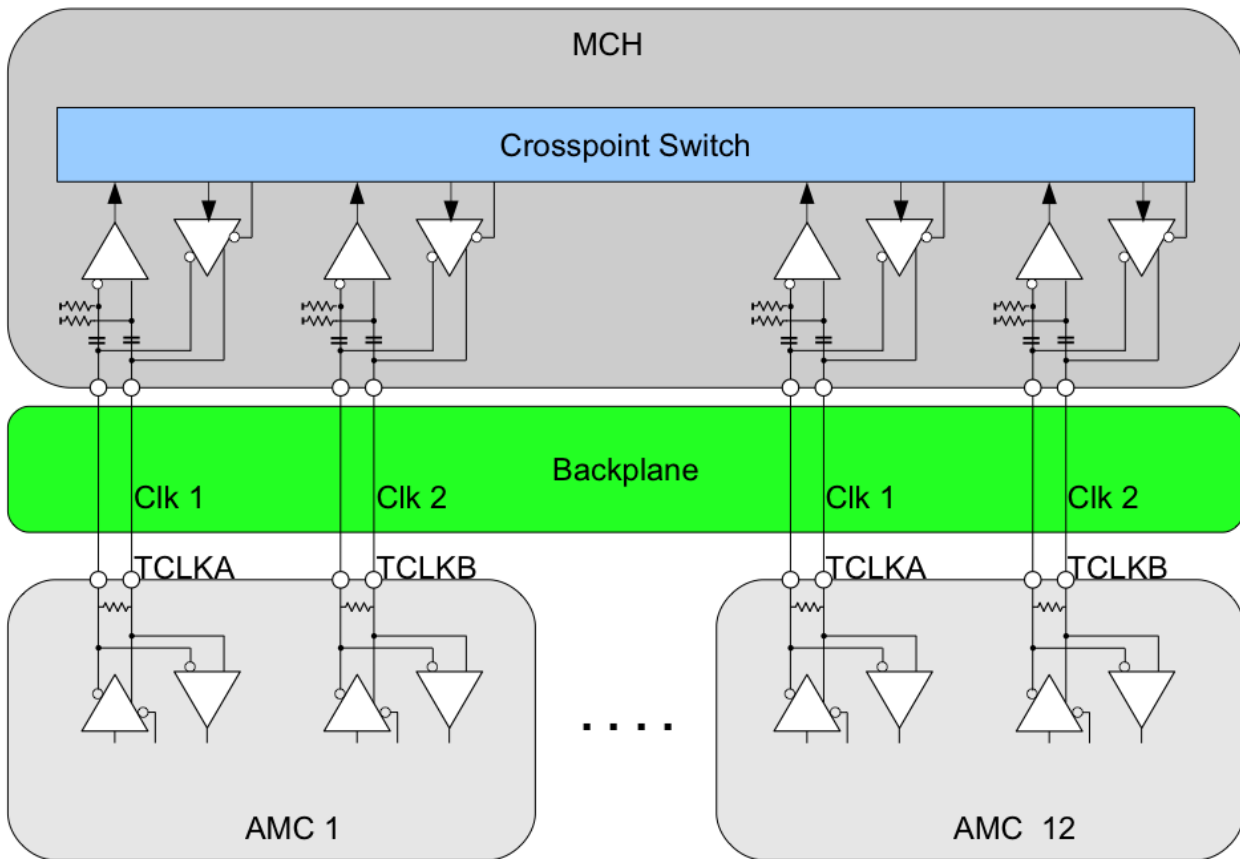 MCH
Crosspoint Switch
Backplane
Clk 1
Clk 2
Clk 1
Clk 2
TCLKA
TCLKB
TCLKA
TCLKB
. . . .
AMC 1
AMC 12